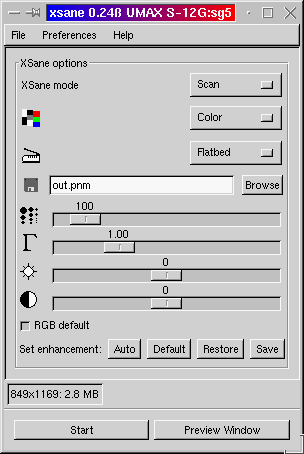 xsane 0.248 UMAX S-12G:sg5
File Preferences Help
XSane options
XSane mode Scan
Color
Flatbed
out.pnm Browse
100
Γ 1.00
0
0
RGB default
Set enhancement: Auto Default Restore Save
849x1169: 2.8 MB
Start Preview Window